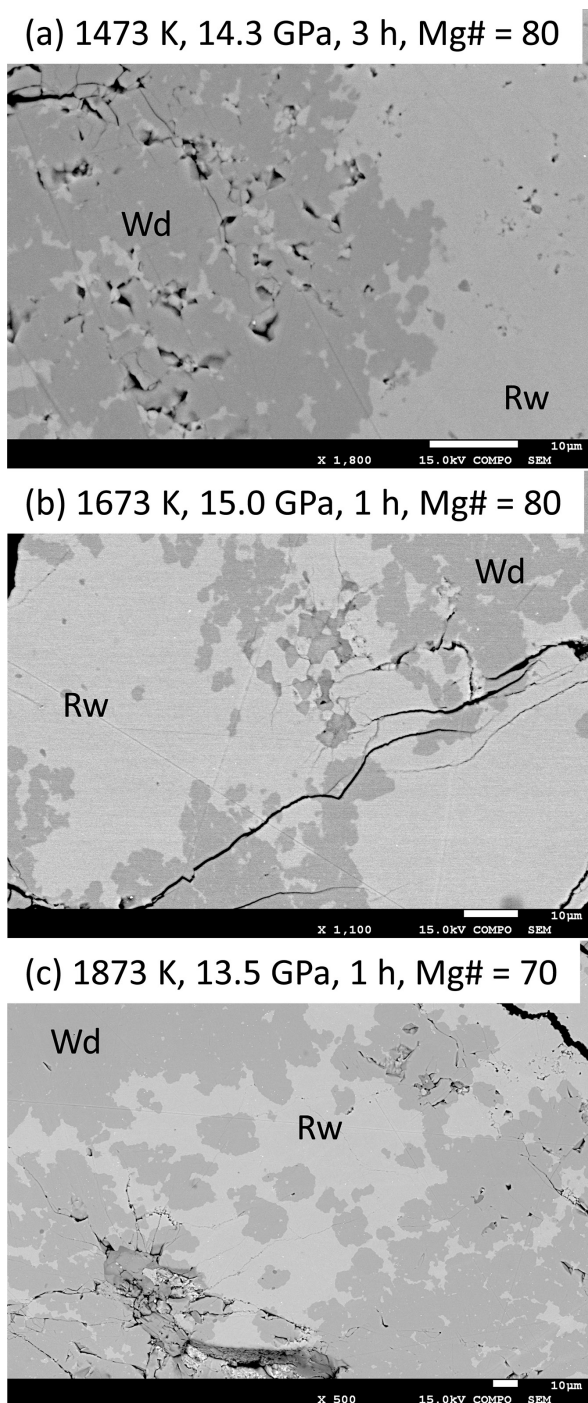 (a) 1473 K, 14.3 GPa, 3 h, Mg# = 80
Wd
Rw
10μm
X 1,800 15.0kV COMPO SEM
(b) 1673 K, 15.0 GPa, 1 h, Mg# = 80
Wd
Rw
10μm
X 1,100 15.0kV COMPO SEM
(c) 1873 K, 13.5 GPa, 1 h, Mg# = 70
Wd
Rw
10μm
X 500 15.0kV COMPO SEM